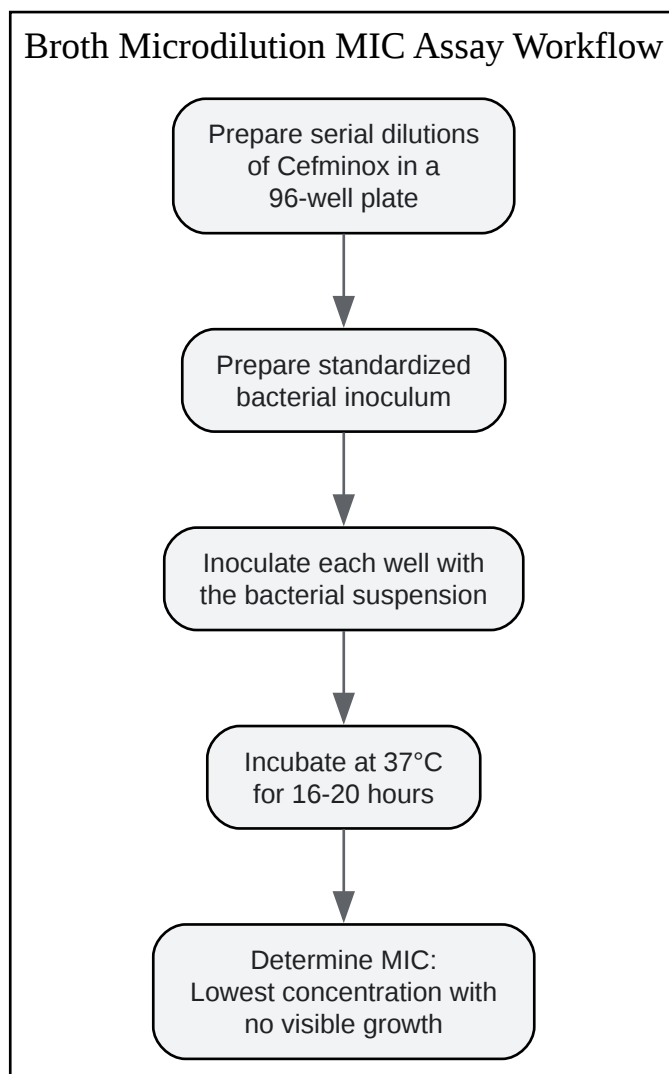 Broth Microdilution MIC Assay Workflow
Prepare serial dilutions
of Cefminox in a
96-well plate
Prepare standardized
bacterial inoculum
Inoculate each well with
the bacterial suspension
Incubate at 37°C
for 16-20 hours
Determine MIC:
Lowest concentration with
no visible growth